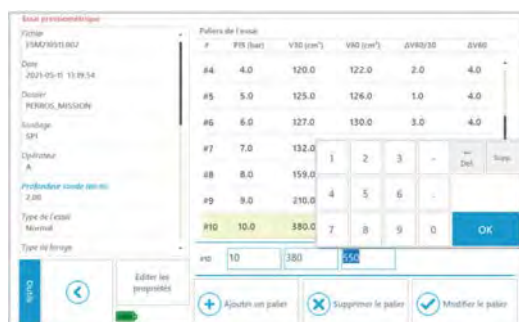 Essai pressiométrique
Fichier
ESM210511.002
Date
2021-05-11 13:19:54
Dossier
PERROS_MISSION
Sondage
SP1
Opérateur
A
Profondeur sonde (m)
2,00
Type de l'essai
Normal
Type de forage
Outils
Editer les propriétés
Paliers de l'essai
# P15 (bar) V30 (cm³) V60 (cm³) ΔV60/30 ΔV60
#4 4.0 120.0 122.0 2.0 4.0
#5 5.0 125.0 126.0 1.0 4.0
#6 6.0 127.0 130.0 3.0 4.0
#7 7.0 132.0
#8 8.0 159.0
#9 9.0 210.0
#10 10.0 380.0
1 2 3 - ← Del. Supp.
4 5 6 .
7 8 9 0 OK
#10 10 380 550
Ajouter un palier
Supprimer le palier
Modifier le palier